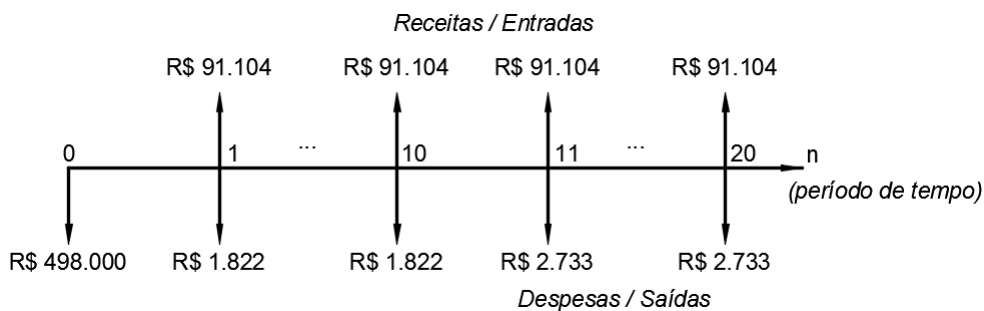 Receitas / Entradas
R$ 91.104 R$ 91.104 R$ 91.104 R$ 91.104
0 1 ... 10 11 ... 20 n
(período de tempo)
R$ 498.000 R$ 1.822 R$ 1.822 R$ 2.733 R$ 2.733
Despesas / Saídas